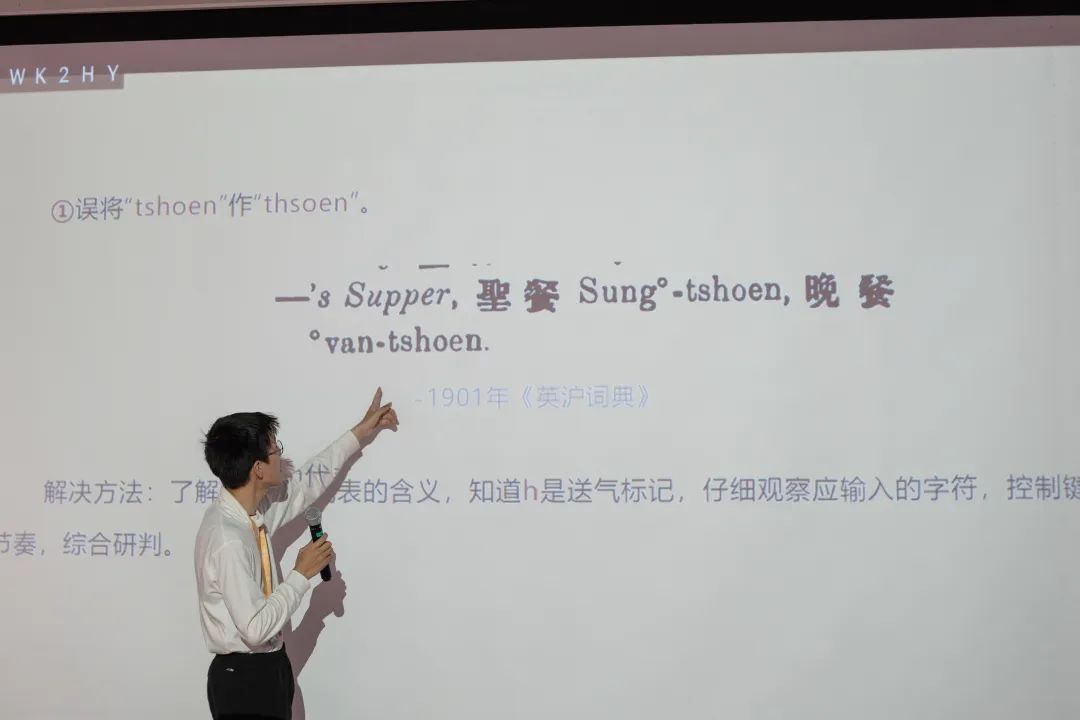 WK2HY
①误将“tshoen”作“thsoen”。
—’s Supper, 聖餐 Sung°-tshoen, 晚餐
°van-tshoen.
-1901年《英沪词典》
解决方法：了解 h代表的含义，知道h是送气标记，仔细观察应输入的字符，控制键
节奏，综合研判。